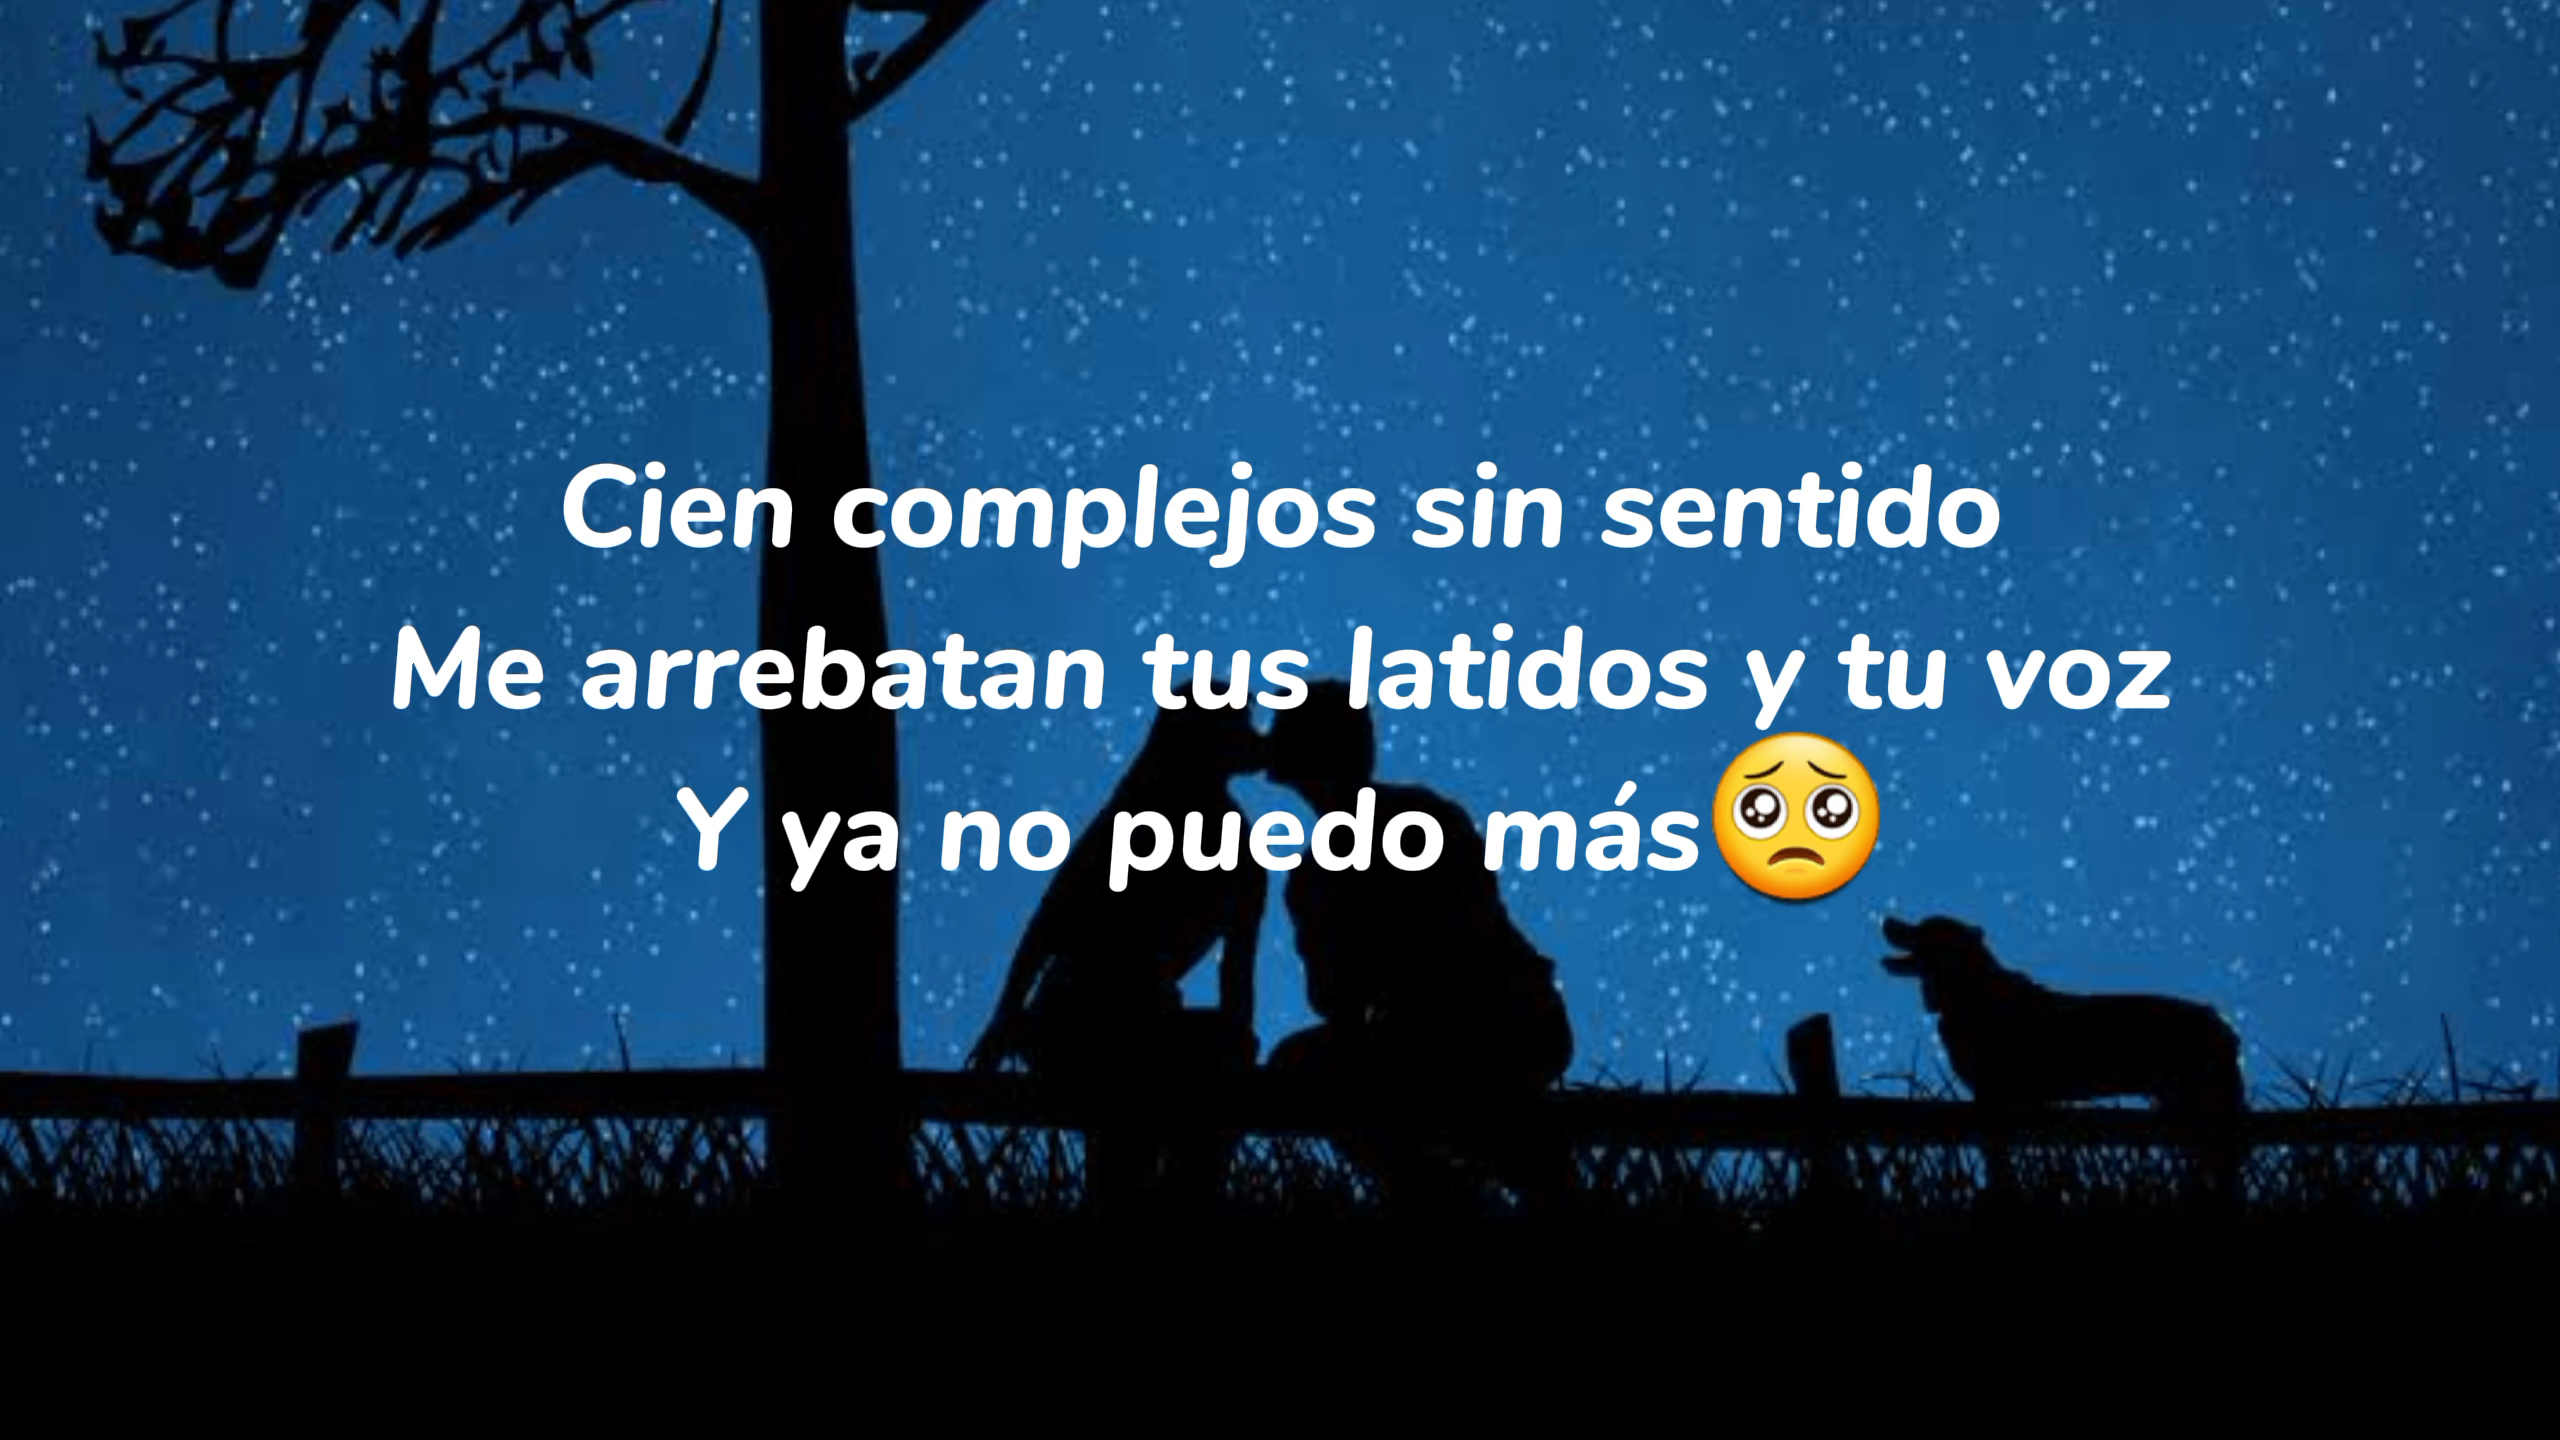 Cien complejos sin sentido
Me arrebatan tus latidos y tu voz
Y ya no puedo más🥺